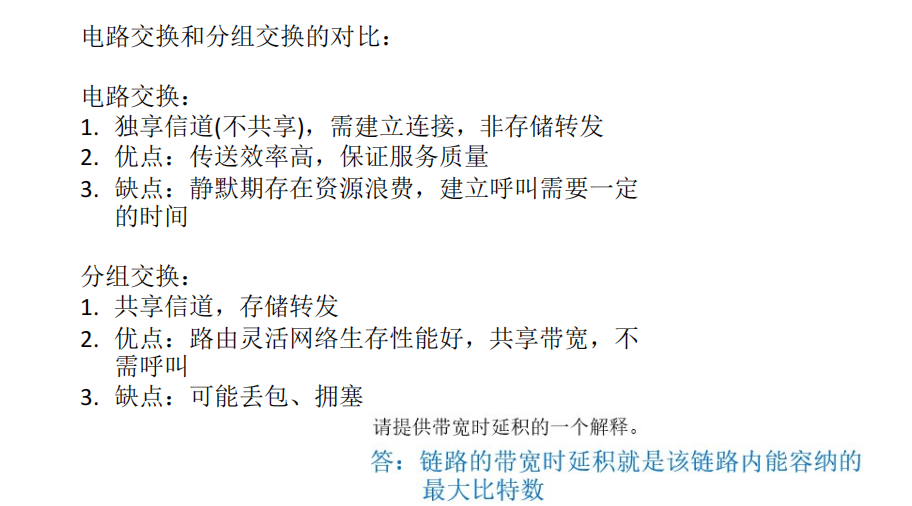 电路交换和分组交换的对比：
电路交换：
1. 独享信道(不共享)，需建立连接，非存储转发
2. 优点：传送效率高，保证服务质量
3. 缺点：静默期存在资源浪费，建立呼叫需要一定
的时间
分组交换：
1. 共享信道，存储转发
2. 优点：路由灵活网络生存性能好，共享带宽，不
需呼叫
3. 缺点：可能丢包、拥塞
请提供带宽时延积的一个解释。
答：链路的带宽时延积就是该链路内能容纳的
最大比特数